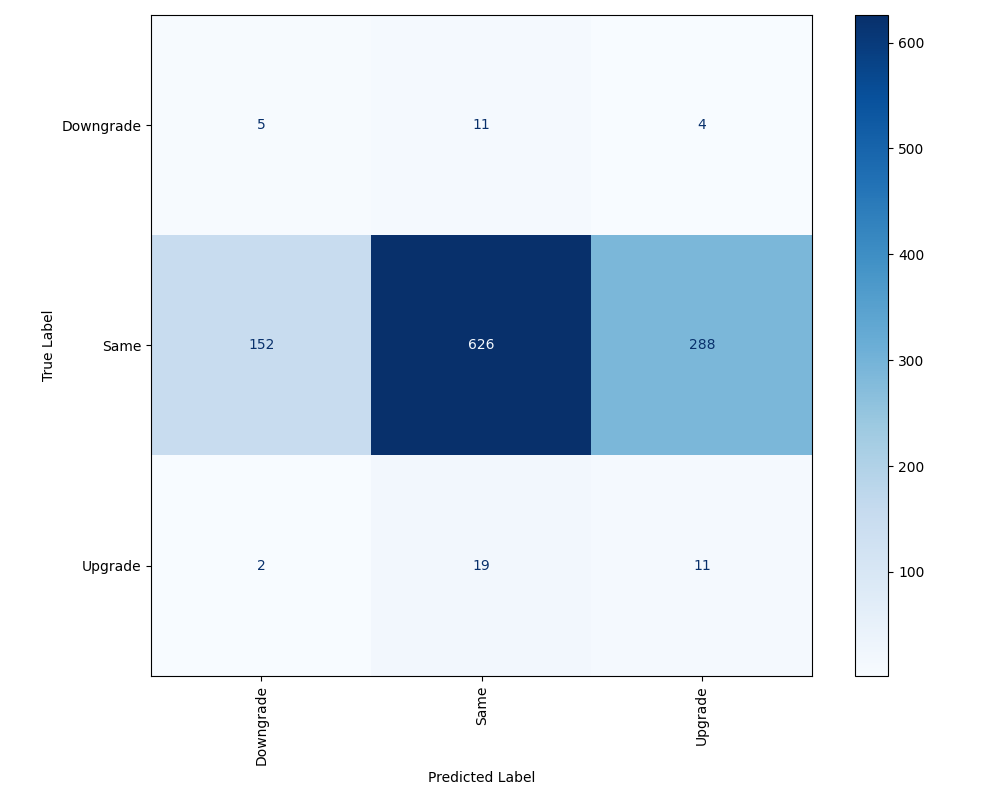 Downgrade 5 11 4
Same 152 626 288
Upgrade 2 19 11
Downgrade Same Upgrade
Predicted Label
True Label
600
500
400
300
200
100